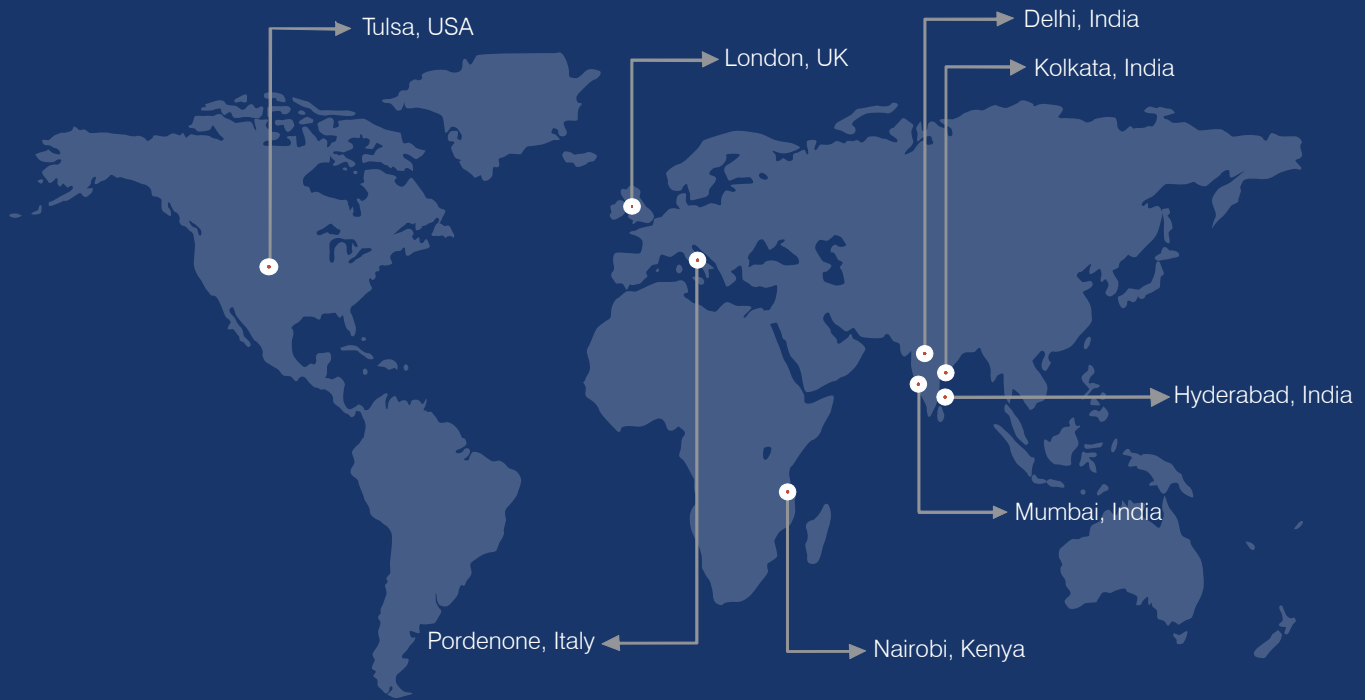 Tulsa, USA
Delhi, India
London, UK
Kolkata, India
Hyderabad, India
Mumbai, India
Pordenone, Italy
Nairobi, Kenya